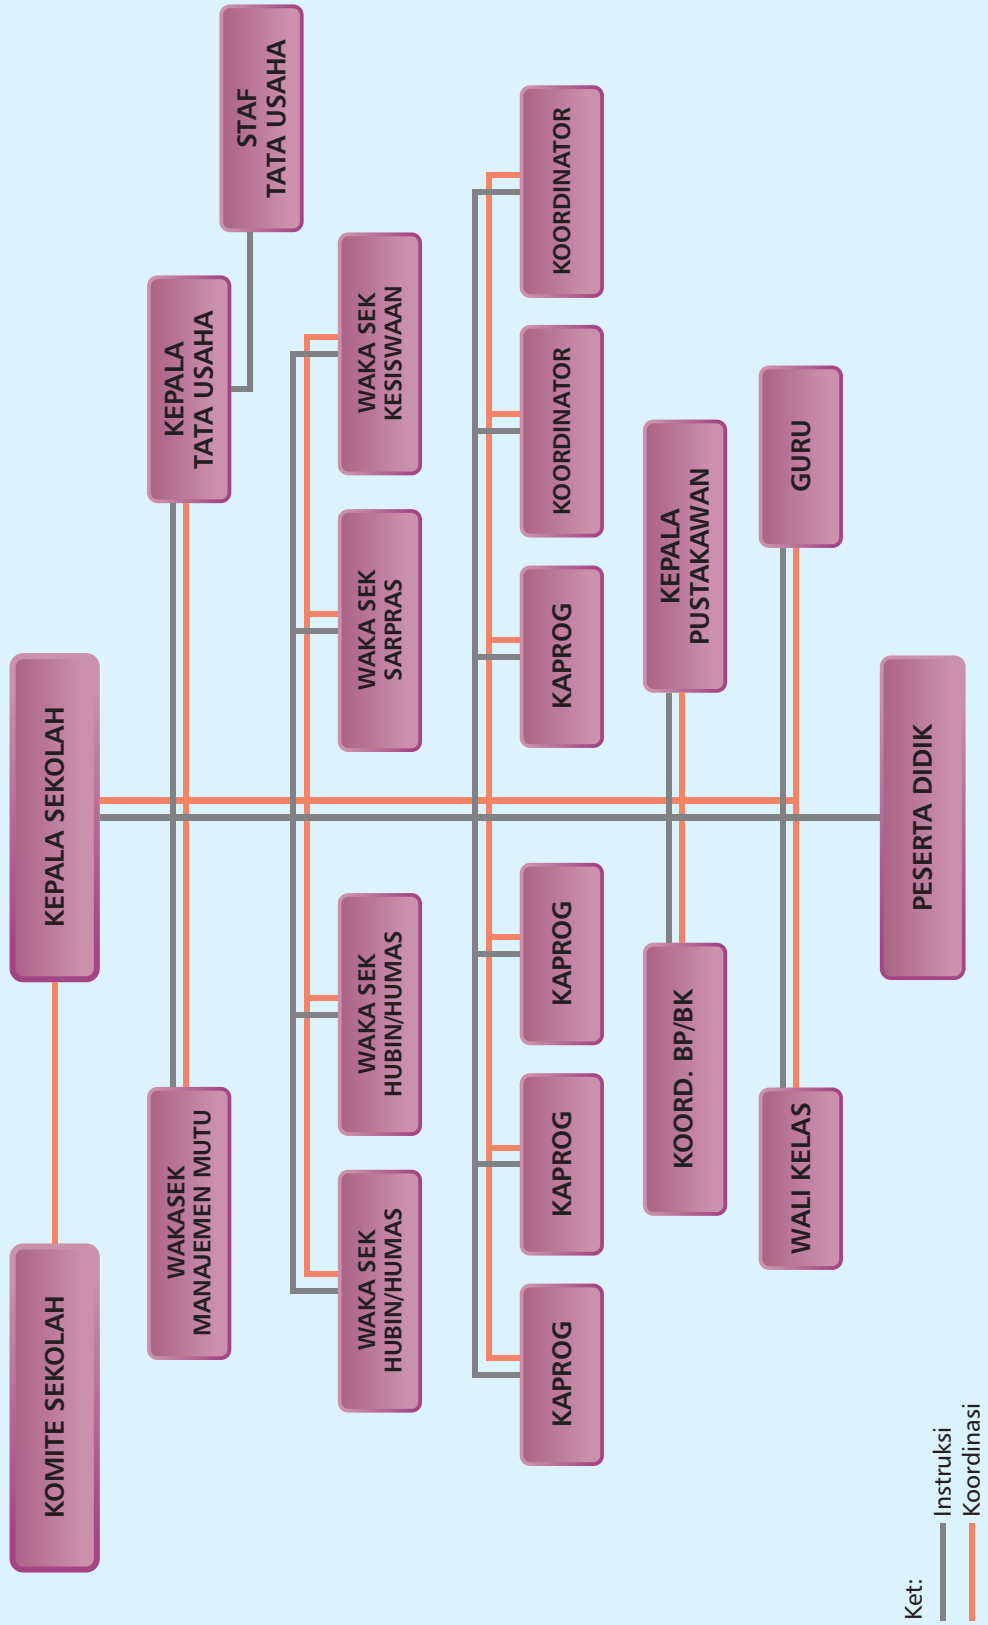 KOMITE SEKOLAH
KEPALA SEKOLAH
WAKASEK
MANAJEMEN MUTU
KEPALA
TATA USAHA
STAF
TATA USAHA
WAKA SEK
HUBIN/HUMAS
WAKA SEK
HUBIN/HUMAS
WAKA SEK
SARPRAS
WAKA SEK
KESISWAAN
KAPROG
KAPROG
KAPROG
KAPROG
KOORDINATOR
KOORDINATOR
KOORD. BP/BK
KEPALA
PUSTAKAWAN
WALI KELAS
GURU
PESERTA DIDIK
Ket:
Instruksi
Koordinasi